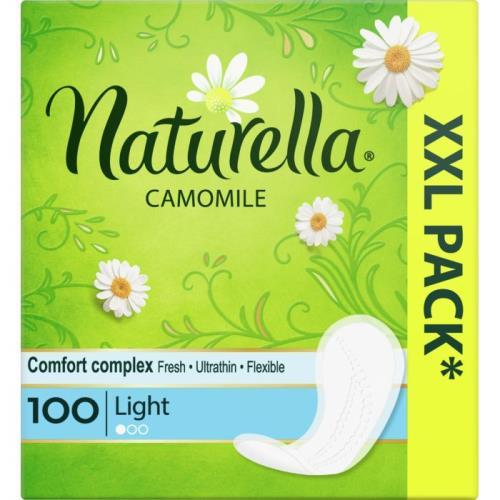 Naturella®
CAMOMILE
XXL PACK*
Comfort complex Fresh • Ultrathin • Flexible
100 Light